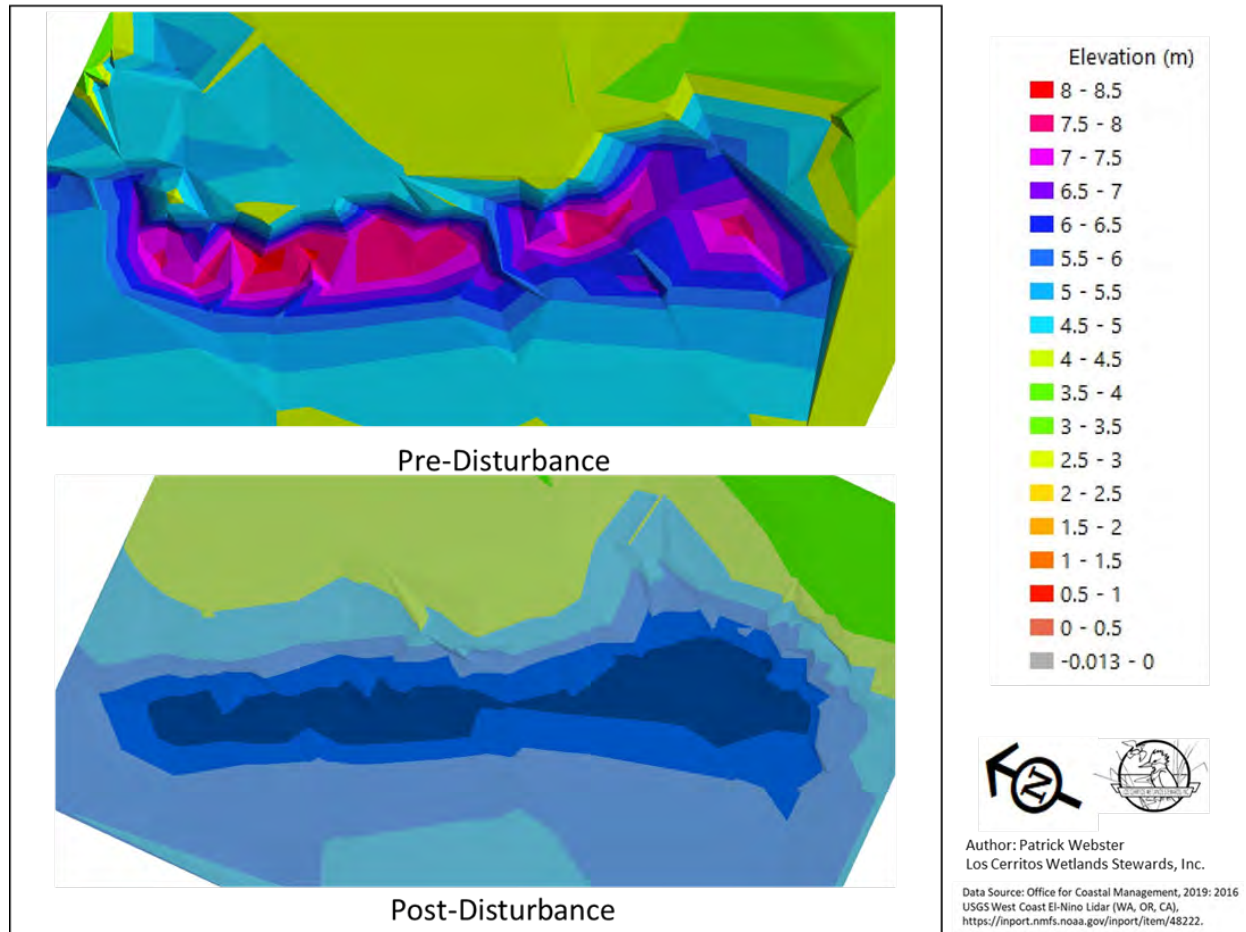 Pre-Disturbance
Post-Disturbance
Elevation (m)
8 - 8.5
7.5 - 8
7 - 7.5
6.5 - 7
6 - 6.5
5.5 - 6
5 - 5.5
4.5 - 5
4 - 4.5
3.5 - 4
3 - 3.5
2.5 - 3
2 - 2.5
1.5 - 2
1 - 1.5
0.5 - 1
0 - 0.5
-0.013 - 0
N
Author: Patrick Webster
Los Cerritos Wetlands Stewards, Inc.
Data Source: Office for Coastal Management, 2019: 2016
USGS West Coast El-Nino Lidar (WA, OR, CA),
https://inport.nmfs.noaa.gov/inport/item/48222.